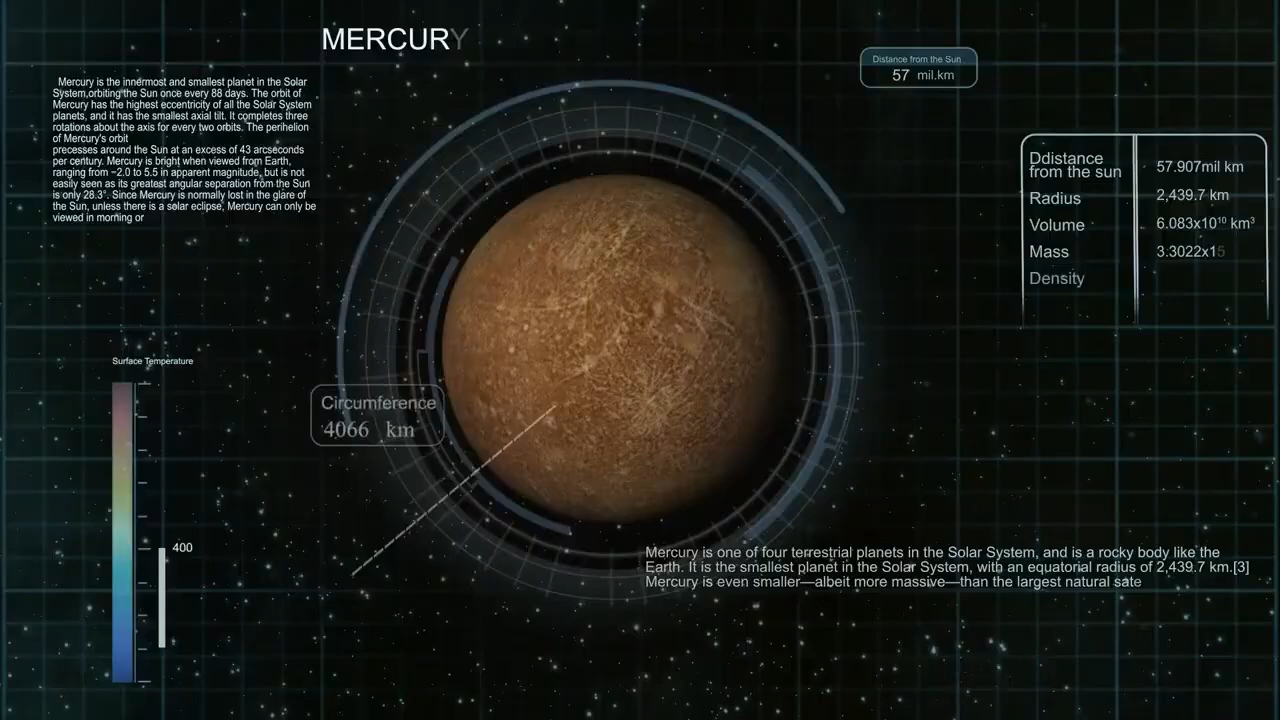 MERCURY
Distance from the Sun
57 mil.km
Mercury is the innermost and smallest planet in the Solar
System,orbiting the Sun once every 88 days. The orbit of
Mercury has the highest eccentricity of all the Solar System
planets, and it has the smallest axial tilt. It completes three
rotations about the axis for every two orbits. The perihelion
of Mercury's orbit
precesses around the Sun at an excess of 43 arcseconds
per century. Mercury is bright when viewed from Earth,
ranging from −2.0 to 5.5 in apparent magnitude, but is not
easily seen as its greatest angular separation from the Sun
is only 28.3°. Since Mercury is normally lost in the glare of
the Sun, unless there is a solar eclipse, Mercury can only be
viewed in morning or
Ddistance
from the sun 57.907mil km
Radius 2,439.7 km
Volume 6.083x10¹⁰ km³
Mass 3.3022x15
Density
Surface Temperature
400
Circumference
4066 km
Mercury is one of four terrestrial planets in the Solar System, and is a rocky body like the
Earth. It is the smallest planet in the Solar System, with an equatorial radius of 2,439.7 km.[3]
Mercury is even smaller—albeit more massive—than the largest natural sate